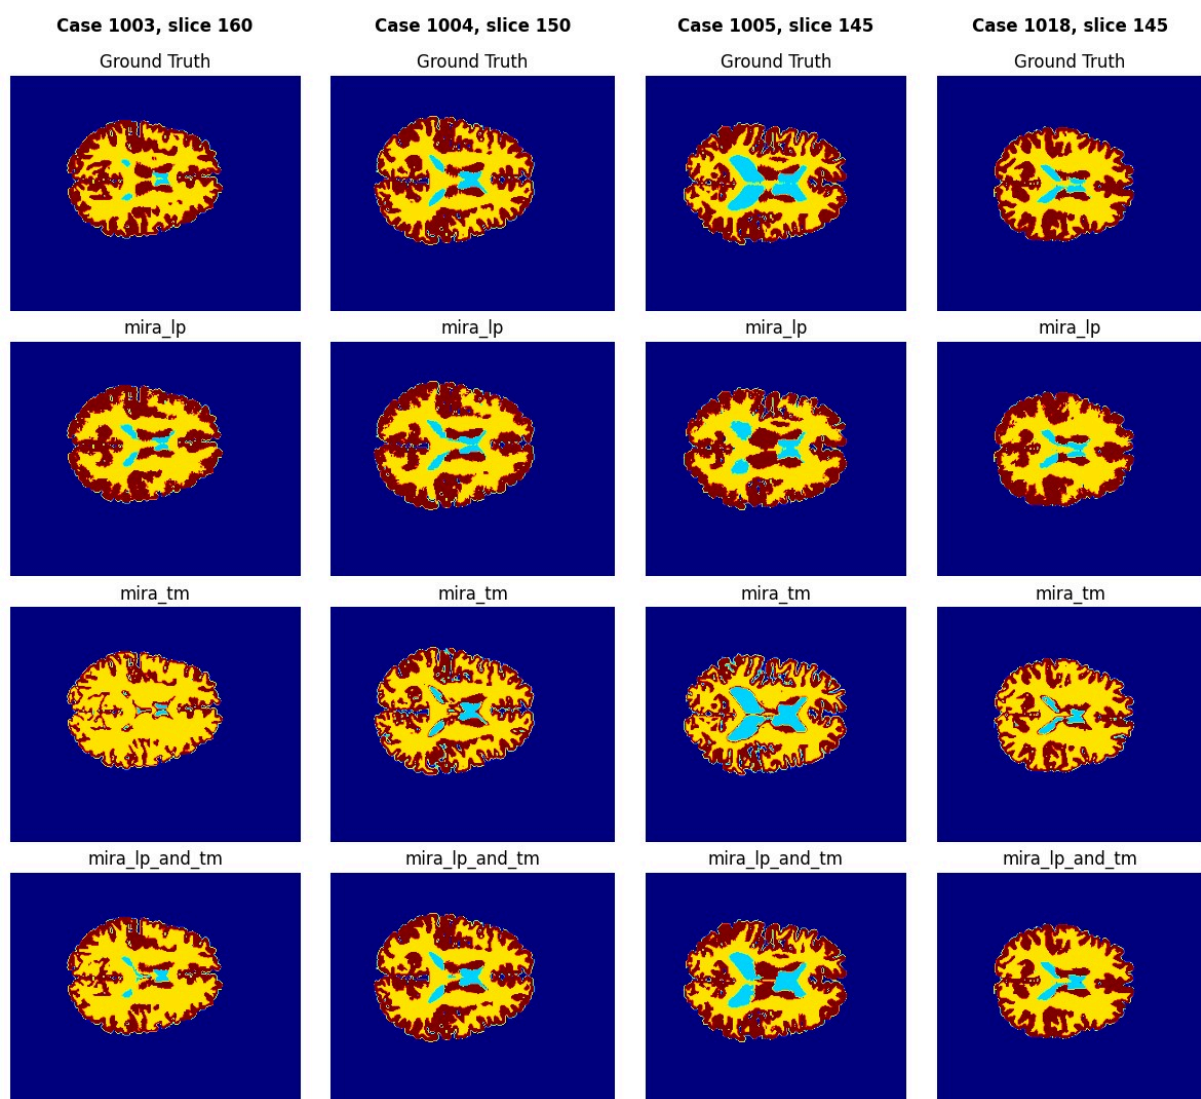 Case 1003, slice 160 Case 1004, slice 150 Case 1005, slice 145 Case 1018, slice 145
Ground Truth Ground Truth Ground Truth Ground Truth
mira_lp mira_lp mira_lp mira_lp
mira_tm mira_tm mira_tm mira_tm
mira_lp_and_tm mira_lp_and_tm mira_lp_and_tm mira_lp_and_tm